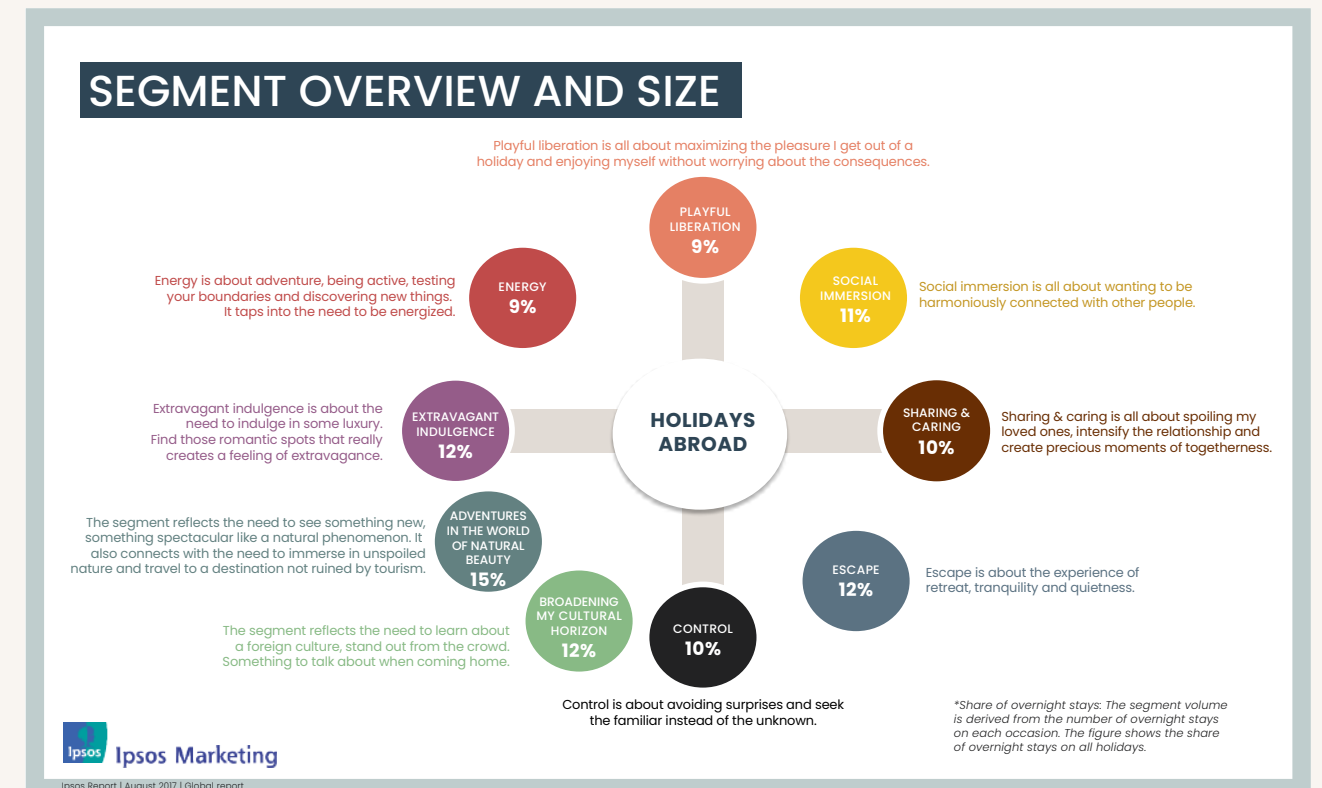 SEGMENT OVERVIEW AND SIZE
Playful liberation is all about maximizing the pleasure I get out of a
holiday and enjoying myself without worrying about the consequences.
PLAYFUL
LIBERATION
9%
Energy is about adventure, being active, testing
your boundaries and discovering new things.
It taps into the need to be energized.
ENERGY
9%
SOCIAL
IMMERSION
11%
Social immersion is all about wanting to be
harmoniously connected with other people.
Extravagant indulgence is about the
need to indulge in some luxury.
Find those romantic spots that really
creates a feeling of extravagance.
EXTRAVAGANT
INDULGENCE
12%
HOLIDAYS
ABROAD
SHARING &
CARING
10%
Sharing & caring is all about spoiling my
loved ones, intensify the relationship and
create precious moments of togetherness.
The segment reflects the need to see something new,
something spectacular like a natural phenomenon. It
also connects with the need to immerse in unspoiled
nature and travel to a destination not ruined by tourism.
ADVENTURES
IN THE WORLD
OF NATURAL
BEAUTY
15%
ESCAPE
12%
Escape is about the experience of
retreat, tranquility and quietness.
The segment reflects the need to learn about
a foreign culture, stand out from the crowd.
Something to talk about when coming home.
BROADENING
MY CULTURAL
HORIZON
12%
CONTROL
10%
Control is about avoiding surprises and seek
the familiar instead of the unknown.
*Share of overnight stays: The segment volume
is derived from the number of overnight stays
on each occasion. The figure shows the share
of overnight stays on all holidays.
Ipsos
Ipsos Marketing
Ipsos Report | August 2017 | Global report